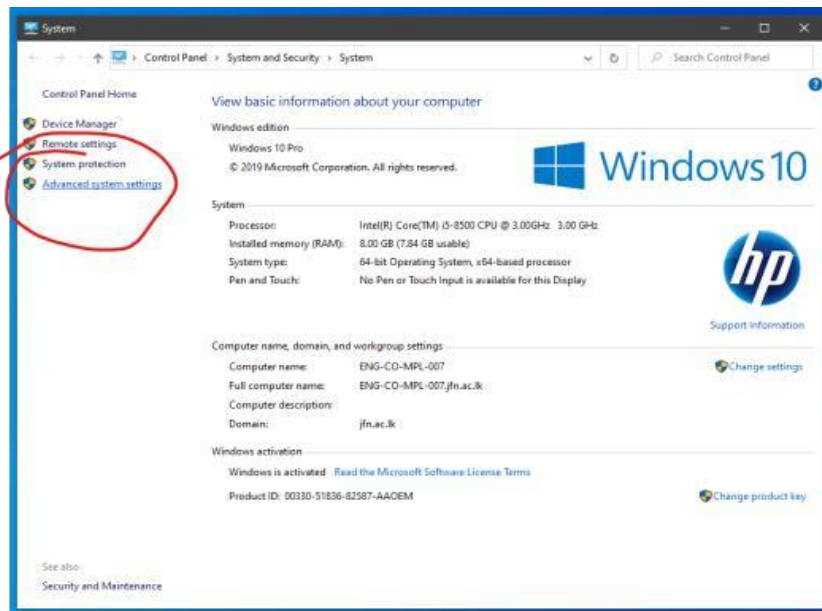 System
Control Panel › System and Security › System
Search Control Panel
?
Control Panel Home
Device Manager
Remote settings
System protection
Advanced system settings
See also
Security and Maintenance
View basic information about your computer
Windows edition
Windows 10 Pro
© 2019 Microsoft Corporation. All rights reserved.
Windows 10
System
Processor: Intel(R) Core(TM) i5-8500 CPU @ 3.00GHz 3.00 GHz
Installed memory (RAM): 8.00 GB (7.84 GB usable)
System type: 64-bit Operating System, x64-based processor
Pen and Touch: No Pen or Touch Input is available for this Display
hp
Support Information
Computer name, domain, and workgroup settings
Computer name: ENG-CO-MPL-007
Change settings
Full computer name: ENG-CO-MPL-007.jfn.ac.lk
Computer description:
Domain: jfn.ac.lk
Windows activation
Windows is activated Read the Microsoft Software License Terms
Product ID: 00330-51836-82587-AAOEM
Change product key